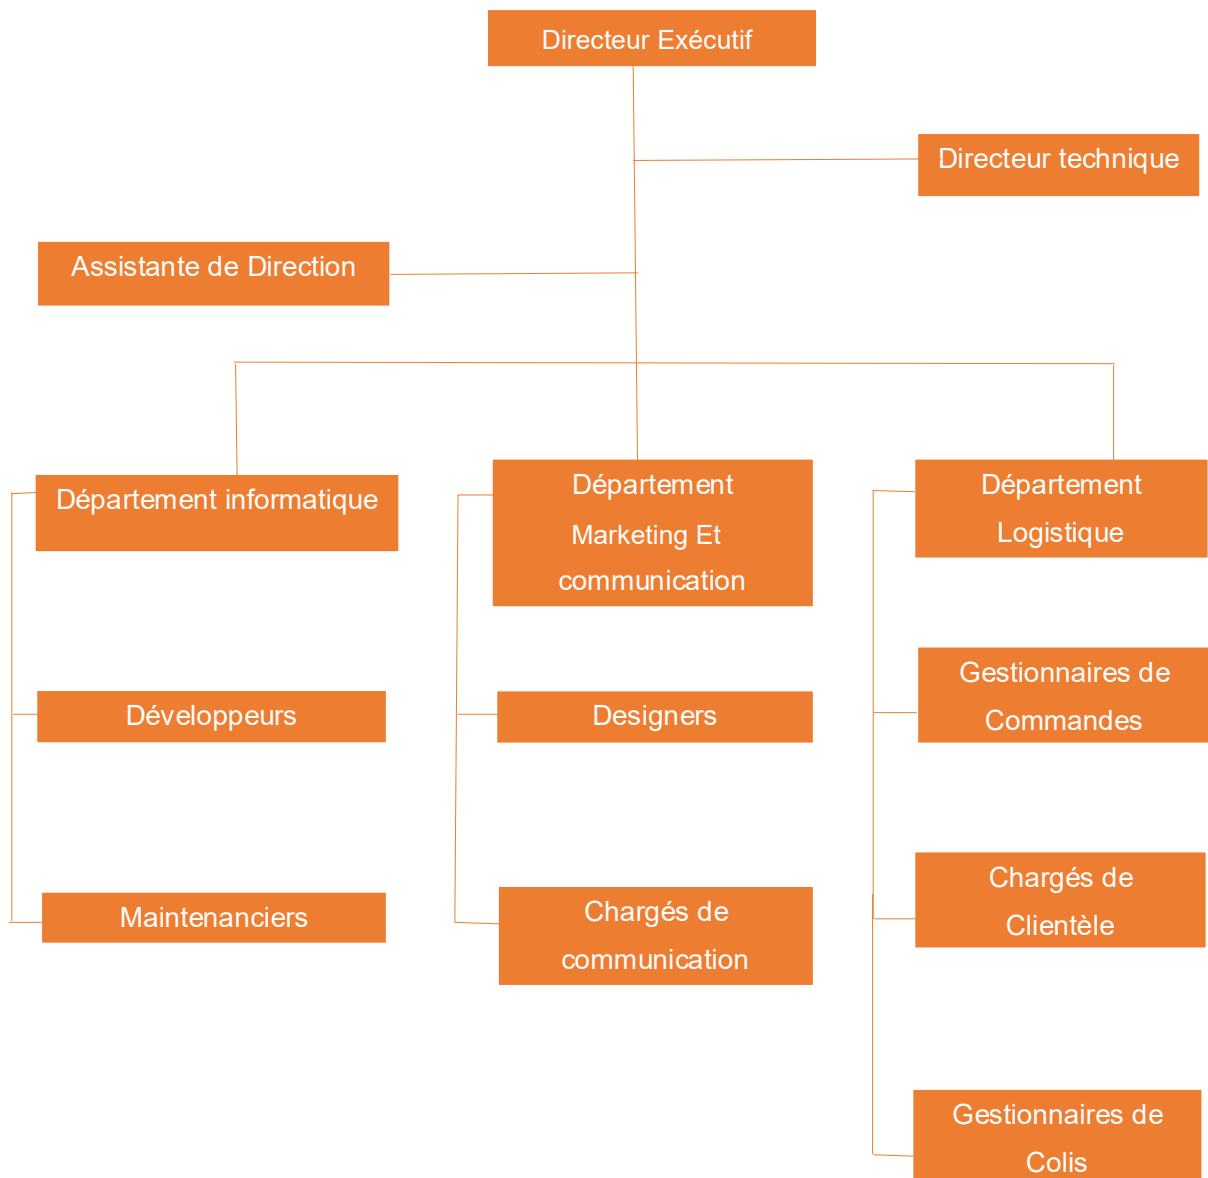 Directeur Exécutif
Directeur technique
Assistante de Direction
Département informatique
Développeurs
Maintenanciers
Département
Marketing Et
communication
Designers
Chargés de
communication
Département
Logistique
Gestionnaires de
Commandes
Chargés de
Clientèle
Gestionnaires de
Colis